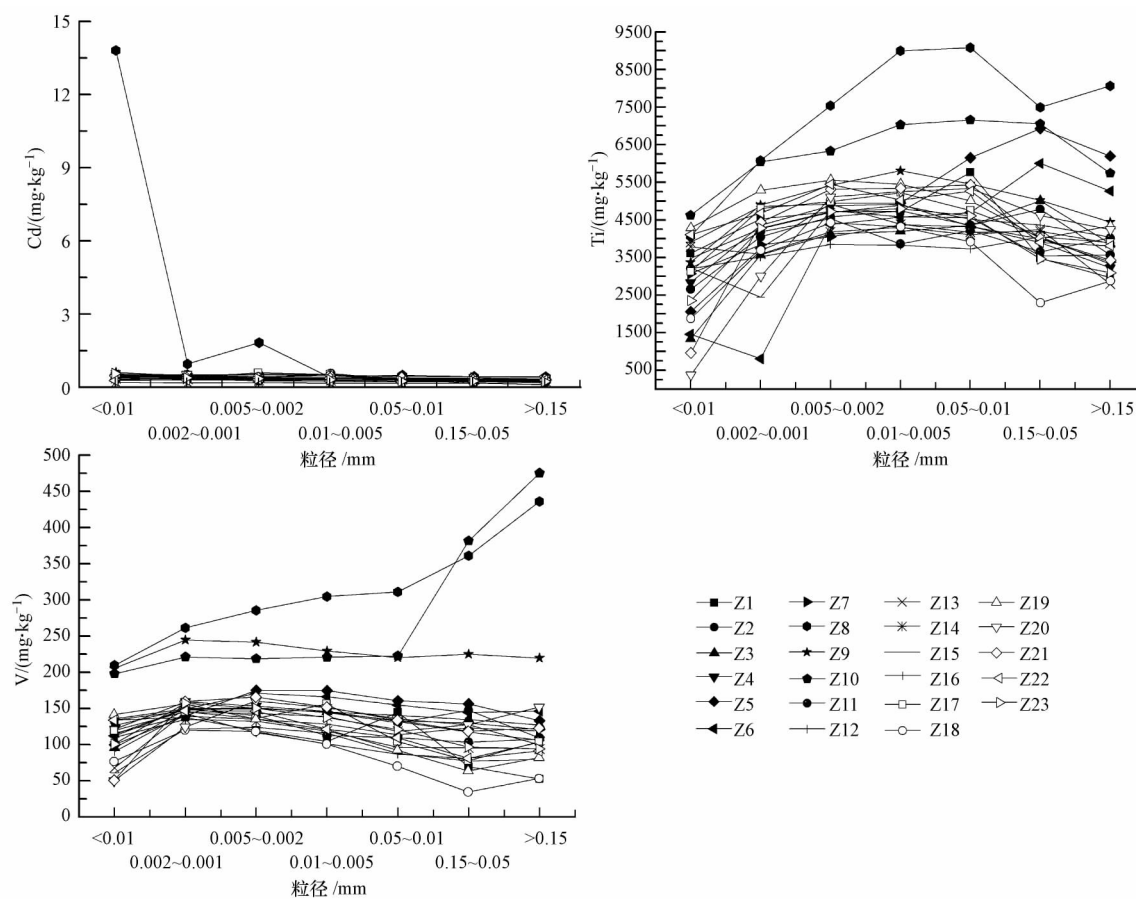 15
12
9
6
3
0
Cd/(mg·kg⁻¹)
<0.01 0.005~0.002 0.05~0.01 >0.15
0.002~0.001 0.01~0.005 0.15~0.05
粒径 /mm
9500
8500
7500
6500
5500
4500
3500
2500
1500
500
Ti/(mg·kg⁻¹)
<0.01 0.005~0.002 0.05~0.01 >0.15
0.002~0.001 0.01~0.005 0.15~0.05
粒径 /mm
500
450
400
350
300
250
200
150
100
50
0
V/(mg·kg⁻¹)
<0.01 0.005~0.002 0.05~0.01 >0.15
0.002~0.001 0.01~0.005 0.15~0.05
粒径 /mm
Z1 Z7 Z13 Z19
Z2 Z8 Z14 Z20
Z3 Z9 Z15 Z21
Z4 Z10 Z16 Z22
Z5 Z11 Z17 Z23
Z6 Z12 Z18